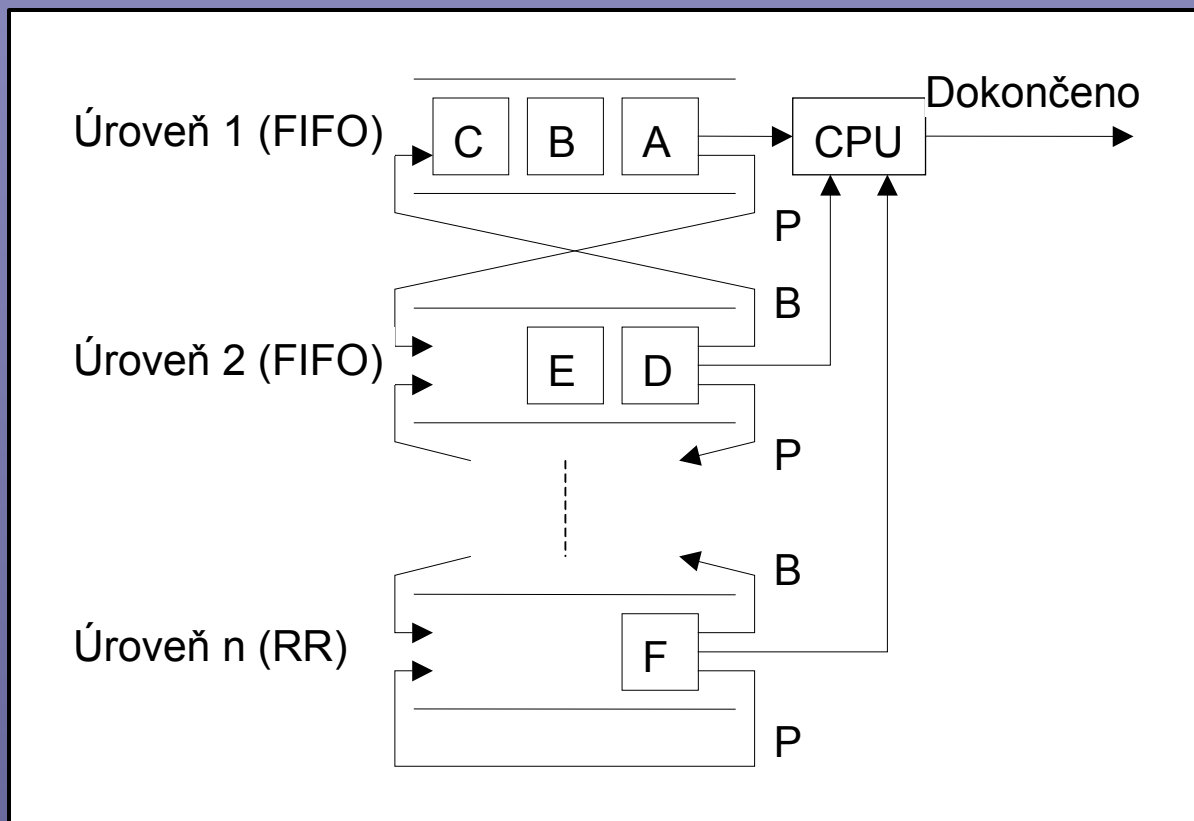 Dokončeno
Úroveň 1 (FIFO) C B A CPU
P
B
Úroveň 2 (FIFO) E D
P
B
Úroveň n (RR) F
P